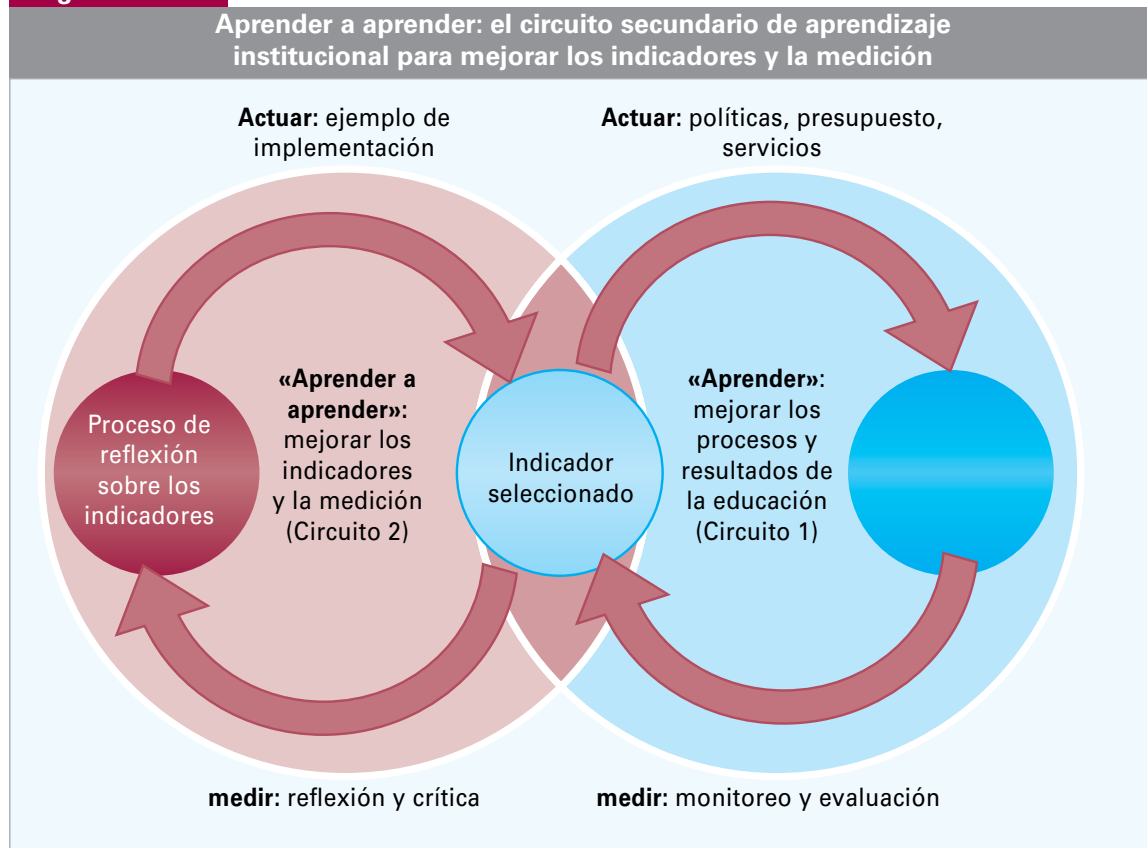 Aprender a aprender: el circuito secundario de aprendizaje
institucional para mejorar los indicadores y la medición
Actuar: ejemplo de
implementación
Actuar: políticas, presupuesto,
servicios
Proceso de
reflexión
sobre los
indicadores
«Aprender a
aprender»:
mejorar los
indicadores
y la medición
(Circuito 2)
Indicador
seleccionado
«Aprender»:
mejorar los
procesos y
resultados de
la educación
(Circuito 1)
medir: reflexión y crítica
medir: monitoreo y evaluación